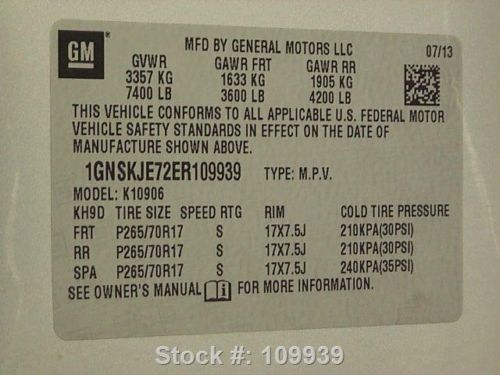 GM
MFD BY GENERAL MOTORS LLC 07/13
GVWR GAWR FRT GAWR RR
3357 KG 1633 KG 1905 KG
7400 LB 3600 LB 4200 LB
THIS VEHICLE CONFORMS TO ALL APPLICABLE U.S. FEDERAL MOTOR
VEHICLE SAFETY STANDARDS IN EFFECT ON THE DATE OF
MANUFACTURE SHOWN ABOVE.
1GNSKJE72ER109939 TYPE: M.P.V.
MODEL: K10906
KH9D TIRE SIZE SPEED RTG RIM COLD TIRE PRESSURE
FRT P265/70R17 S 17X7.5J 210KPA(30PSI)
RR P265/70R17 S 17X7.5J 210KPA(30PSI)
SPA P265/70R17 S 17X7.5J 240KPA(35PSI)
SEE OWNER'S MANUAL i FOR MORE INFORMATION.
Stock #: 109939